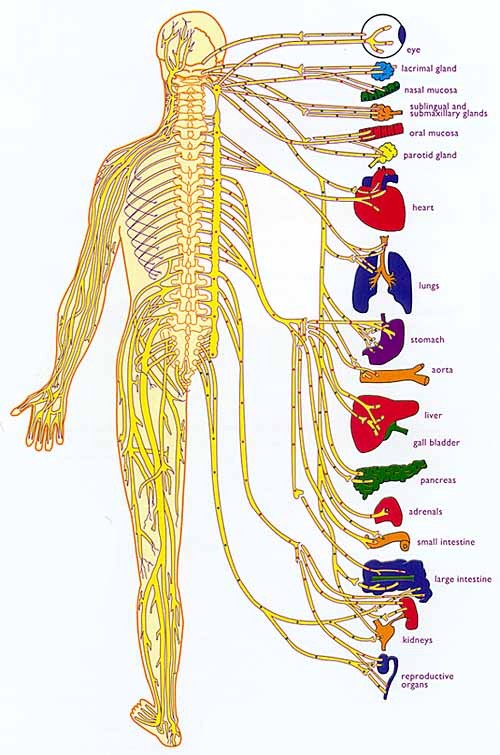 eye
lacrimal gland
nasal mucosa
sublingual and
submaxillary glands
oral mucosa
parotid gland
heart
lungs
stomach
aorta
liver
gall bladder
pancreas
adrenals
small intestine
large intestine
kidneys
reproductive
organs